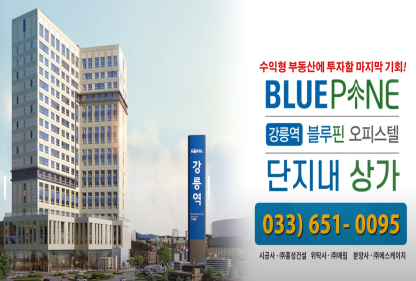 수익형 부동산에 투자할 마지막 기회!
BLUEPINE
강릉역 블루핀 오피스텔
단지내 상가
033) 651- 0095
시공사 · ㈜흥성건설 위탁사 · ㈜해림 분양사 · ㈜에스케이지
강릉역